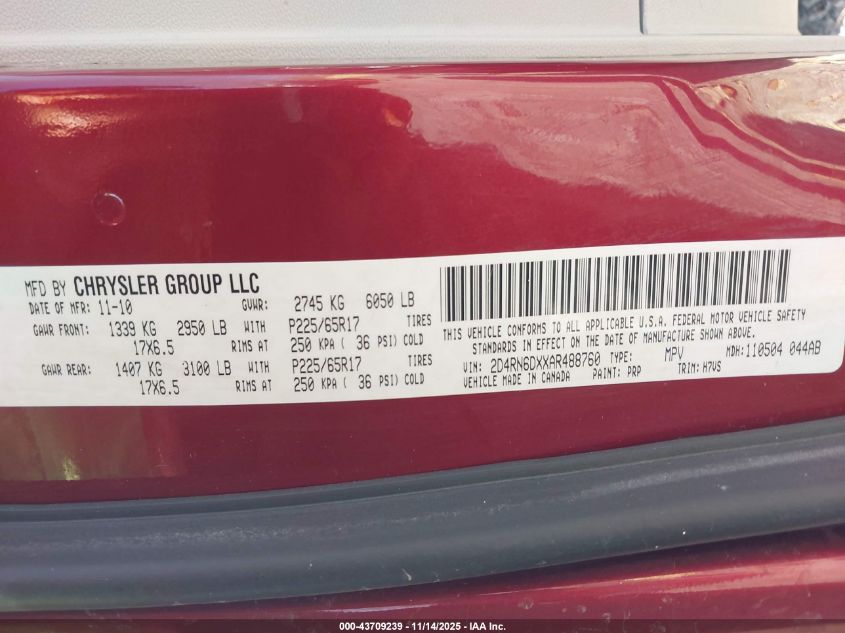 MFD BY CHRYSLER GROUP LLC
DATE OF MFR: 11-10 GVWR: 2745 KG 6050 LB
GAWR FRONT: 1339 KG 2950 LB WITH P225/65R17 TIRES
17X6.5 RIMS AT 250 KPA ( 36 PSI) COLD
GAWR REAR: 1407 KG 3100 LB WITH P225/65R17 TIRES
17X6.5 RIMS AT 250 KPA ( 36 PSI) COLD
THIS VEHICLE CONFORMS TO ALL APPLICABLE U.S.A. FEDERAL MOTOR VEHICLE SAFETY
STANDARDS IN EFFECT ON THE DATE OF MANUFACTURE SHOWN ABOVE.
VIN: 2D4RN6DXXAR488760 TYPE: MPV MDH: 110504 044AB
MADE IN CANADA PAINT: PRP TRIM: H7VS
000-43709239 - 11/14/2025 - IAA Inc.